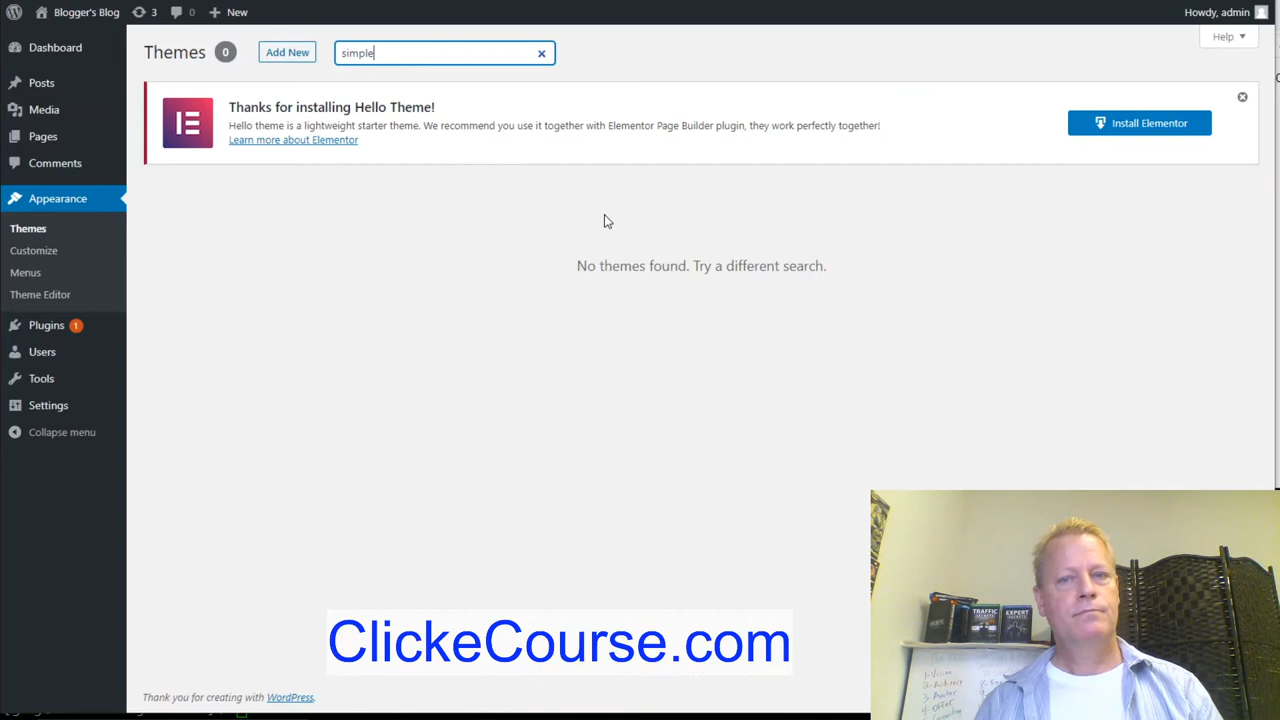 Blogger's Blog 3 0 New Howdy, admin
Dashboard
Posts
Media
Pages
Comments
Appearance
Themes
Customize
Menus
Theme Editor
Plugins 1
Users
Tools
Settings
Collapse menu
Themes 0 Add New simple
Help
Thanks for installing Hello Theme!
Hello theme is a lightweight starter theme. We recommend you use it together with Elementor Page Builder plugin, they work perfectly together!
Learn more about Elementor
Install Elementor
No themes found. Try a different search.
TRAFFIC
SECRETS
EXPERT
SECRETS
ClickeCourse.com
Thank you for creating with WordPress.